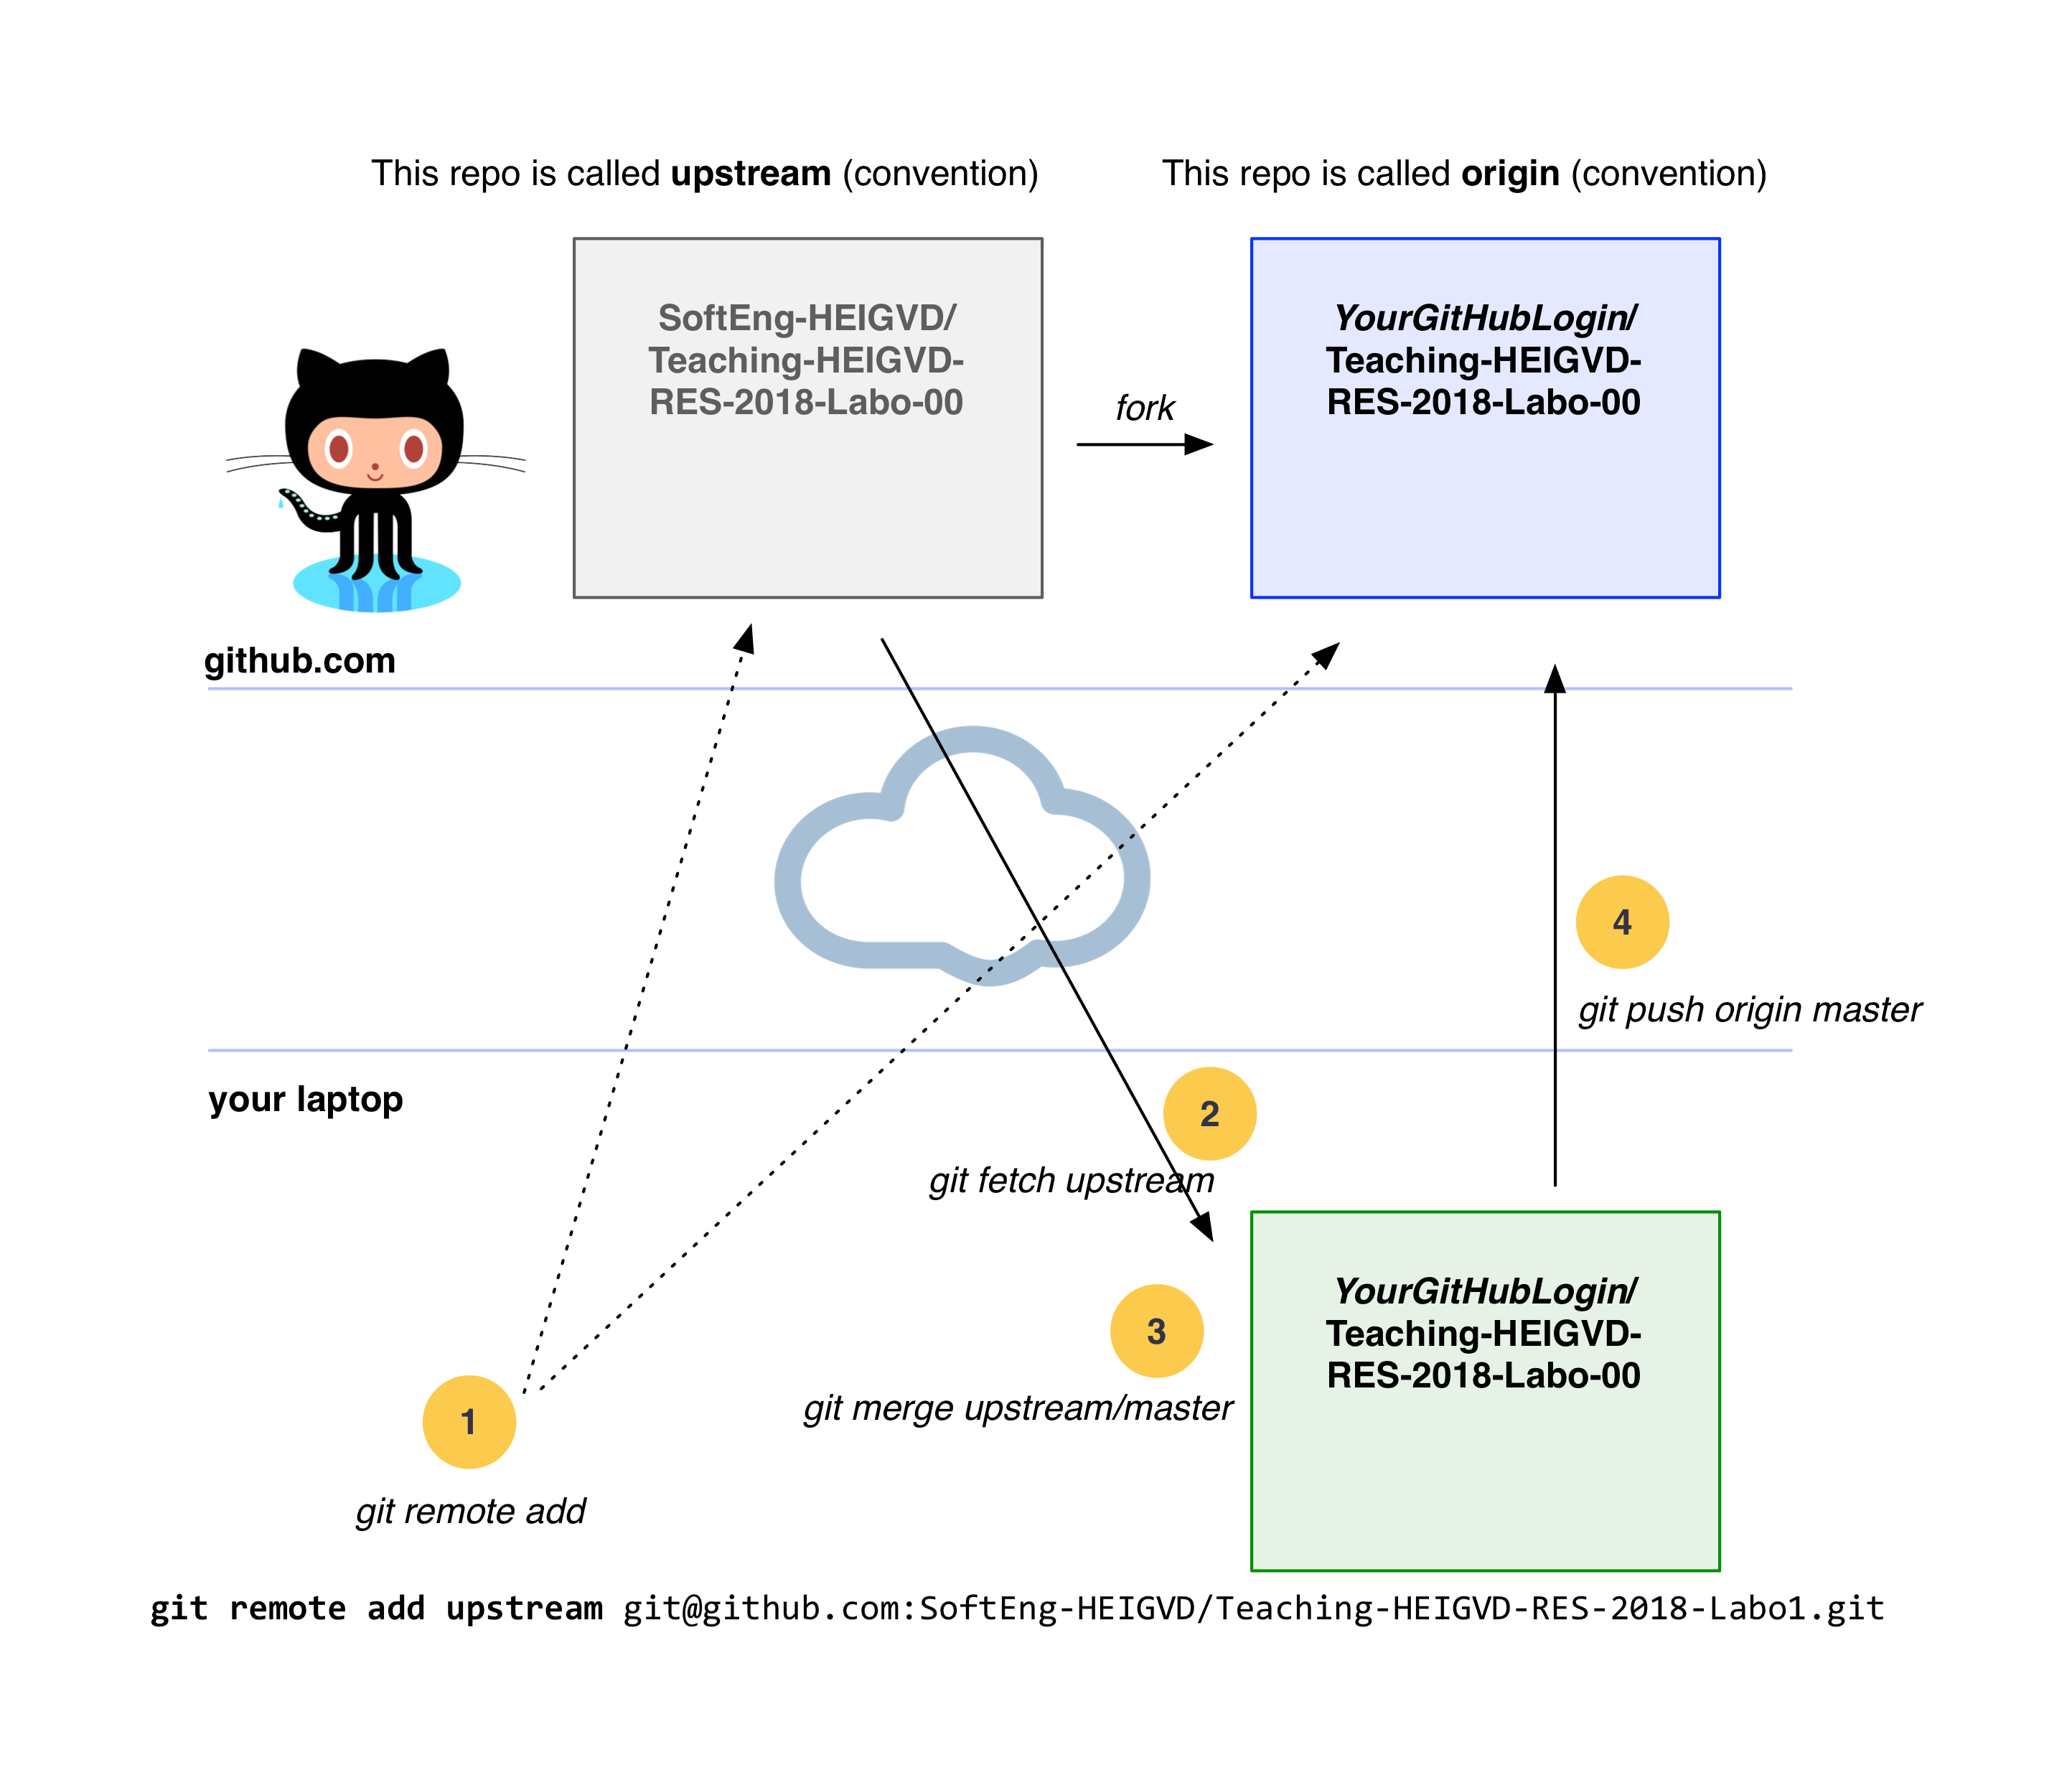 This repo is called upstream (convention)
This repo is called origin (convention)
SoftEng-HEIGVD/
Teaching-HEIGVD-
RES-2018-Labo-00
fork
YourGitHubLogin/
Teaching-HEIGVD-
RES-2018-Labo-00
github.com
4
git push origin master
your laptop
2
git fetch upstream
3
git merge upstream/master
YourGitHubLogin/
Teaching-HEIGVD-
RES-2018-Labo-00
1
git remote add
git remote add upstream git@github.com:SoftEng-HEIGVD/Teaching-HEIGVD-RES-2018-Labo1.git